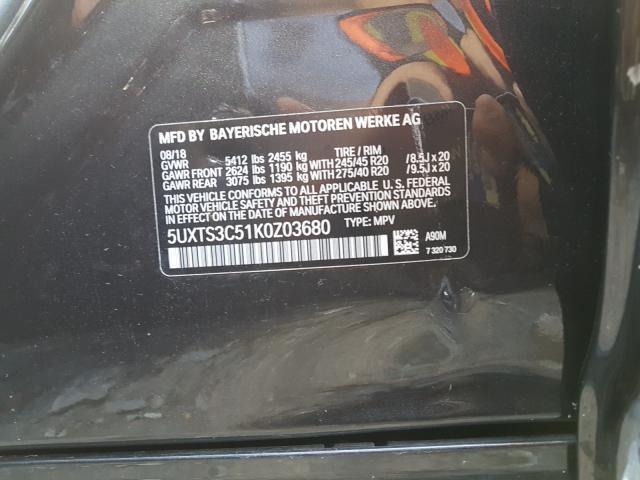 MFD BY BAYERISCHE MOTOREN WERKE AG
08/18 TIRE / RIM
GVWR 5412 lbs 2455 kg
GAWR FRONT 2624 lbs 1190 kg WITH 245/45 R20 /8.5J x 20
GAWR REAR 3075 lbs 1395 kg WITH 275/40 R20 /9.5J x 20
THIS VEHICLE CONFORMS TO ALL APPLICABLE U. S. FEDERAL
MOTOR VEHICLE SAFETY, BUMPER, AND THEFT PREVENTION
STANDARDS IN EFFECT ON THE DATE OF MANUFACTURE SHOWN ABOVE.
5UXTS3C51K0Z03680 TYPE: MPV
A90M
7 320 730